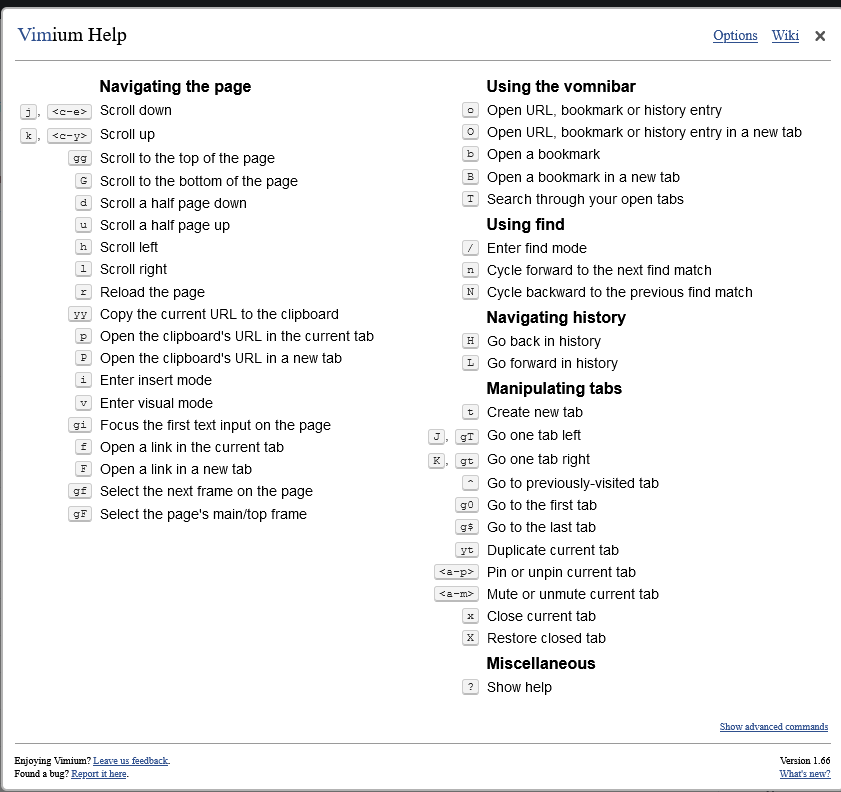 Vimium Help
Options Wiki ×
Navigating the page
j, <c-e> Scroll down
k, <c-y> Scroll up
gg Scroll to the top of the page
G Scroll to the bottom of the page
d Scroll a half page down
u Scroll a half page up
h Scroll left
l Scroll right
r Reload the page
yy Copy the current URL to the clipboard
p Open the clipboard's URL in the current tab
P Open the clipboard's URL in a new tab
i Enter insert mode
v Enter visual mode
gi Focus the first text input on the page
f Open a link in the current tab
F Open a link in a new tab
gf Select the next frame on the page
gF Select the page's main/top frame
Using the vomnibar
o Open URL, bookmark or history entry
O Open URL, bookmark or history entry in a new tab
b Open a bookmark
B Open a bookmark in a new tab
T Search through your open tabs
Using find
/ Enter find mode
n Cycle forward to the next find match
N Cycle backward to the previous find match
Navigating history
H Go back in history
L Go forward in history
Manipulating tabs
t Create new tab
J, gT Go one tab left
K, gt Go one tab right
^ Go to previously-visited tab
g0 Go to the first tab
g$ Go to the last tab
yt Duplicate current tab
<a-p> Pin or unpin current tab
<a-m> Mute or unmute current tab
x Close current tab
X Restore closed tab
Miscellaneous
? Show help
Show advanced commands
Enjoying Vimium? Leave us feedback.
Found a bug? Report it here.
Version 1.66
What's new?